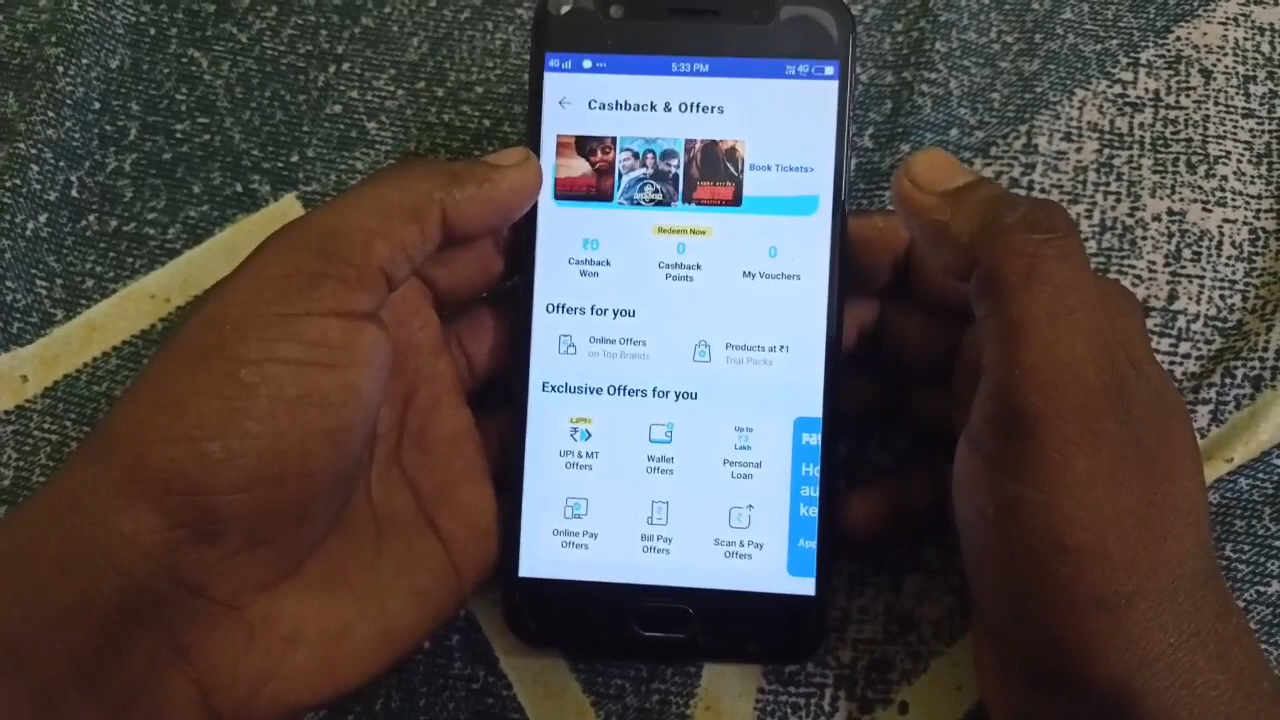 4G
5:33 PM
4G
Cashback & Offers
Book Tickets>
Redeem Now
₹0
0
0
Cashback
Won
Cashback
Points
My Vouchers
Offers for you
Online Offers
on Top Brands
Products at ₹1
Trial Packs
Exclusive Offers for you
UPI
UPI & MT
Offers
Wallet
Offers
Up to
₹3
Lakh
Personal
Loan
Online Pay
Offers
Bill Pay
Offers
Scan & Pay
Offers